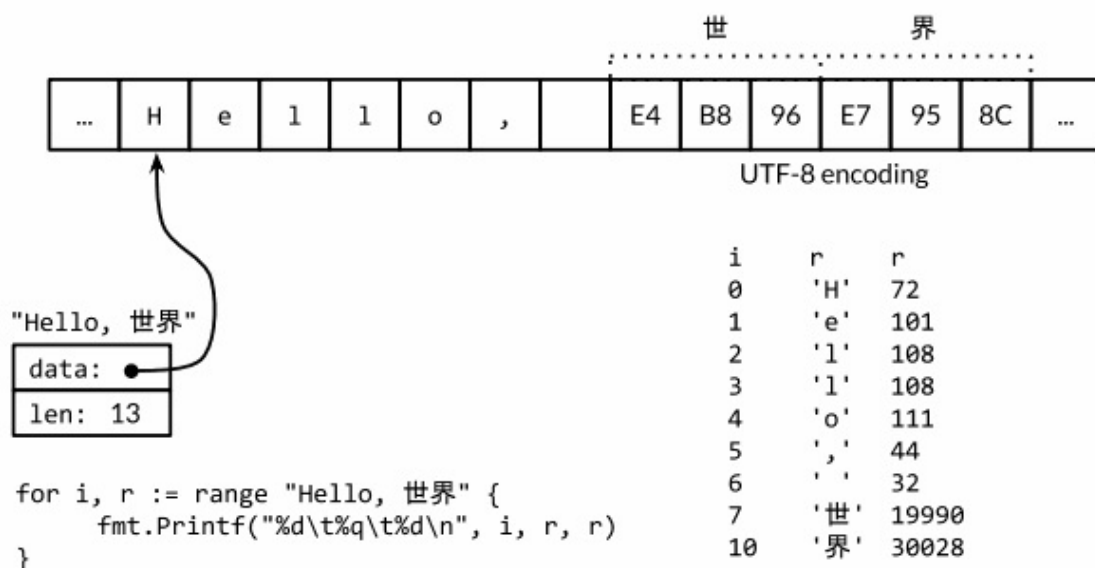 世 界
… H e l l o , E4 B8 96 E7 95 8C …
UTF-8 encoding
"Hello, 世界"
data:
len: 13
for i, r := range "Hello, 世界" {
fmt.Printf("%d\t%q\t%d\n", i, r, r)
}
i r r
0 'H' 72
1 'e' 101
2 'l' 108
3 'l' 108
4 'o' 111
5 ',' 44
6 ' ' 32
7 '世' 19990
10 '界' 30028